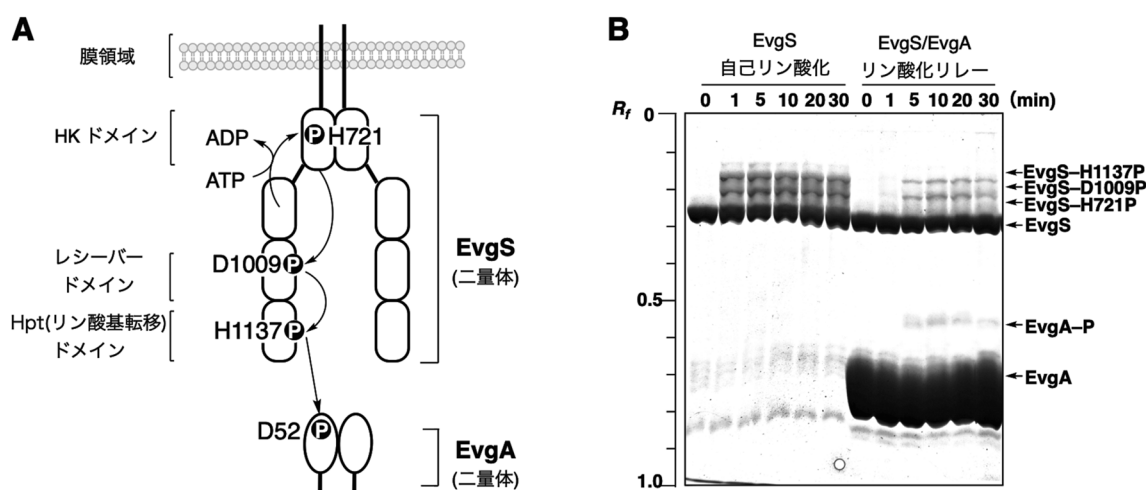 A
膜領域
HK ドメイン
ADP
ATP
P
H721
レシーバー
ドメイン
D1009
P
EvgS
(二量体)
Hpt(リン酸基転移)
ドメイン
H1137
P
D52
P
EvgA
(二量体)
B
EvgS
自己リン酸化
EvgS/EvgA
リン酸化リレー
0 1 5 10 20 30 0 1 5 10 20 30 (min)
Rf
0
0.5
1.0
EvgS–H1137P
EvgS–D1009P
EvgS–H721P
EvgS
EvgA–P
EvgA